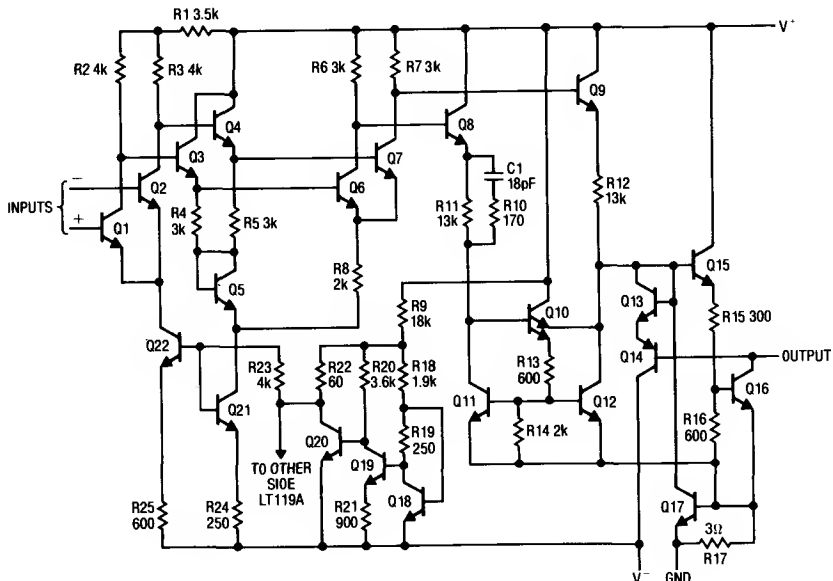 R1 3.5k
V+
R2 4k
R3 4k
R6 3k
R7 3k
Q4
Q9
Q8
Q3
Q7
C1
18pF
Q2
Q6
R12
13k
INPUTS
−
+
R4
3k
R5 3k
R11
13k
R10
170
Q1
R8
2k
Q15
Q5
R9
18k
Q10
Q13
R15 300
Q22
R23
4k
R22
60
R20
3.6k
R18
1.9k
R13
600
Q14
OUTPUT
Q21
Q11
Q12
Q16
R19
250
R14 2k
R16
600
Q20
TO OTHER
SIOE
LT119A
Q19
Q18
R25
600
R24
250
R21
900
Q17
3Ω
R17
V−
GND